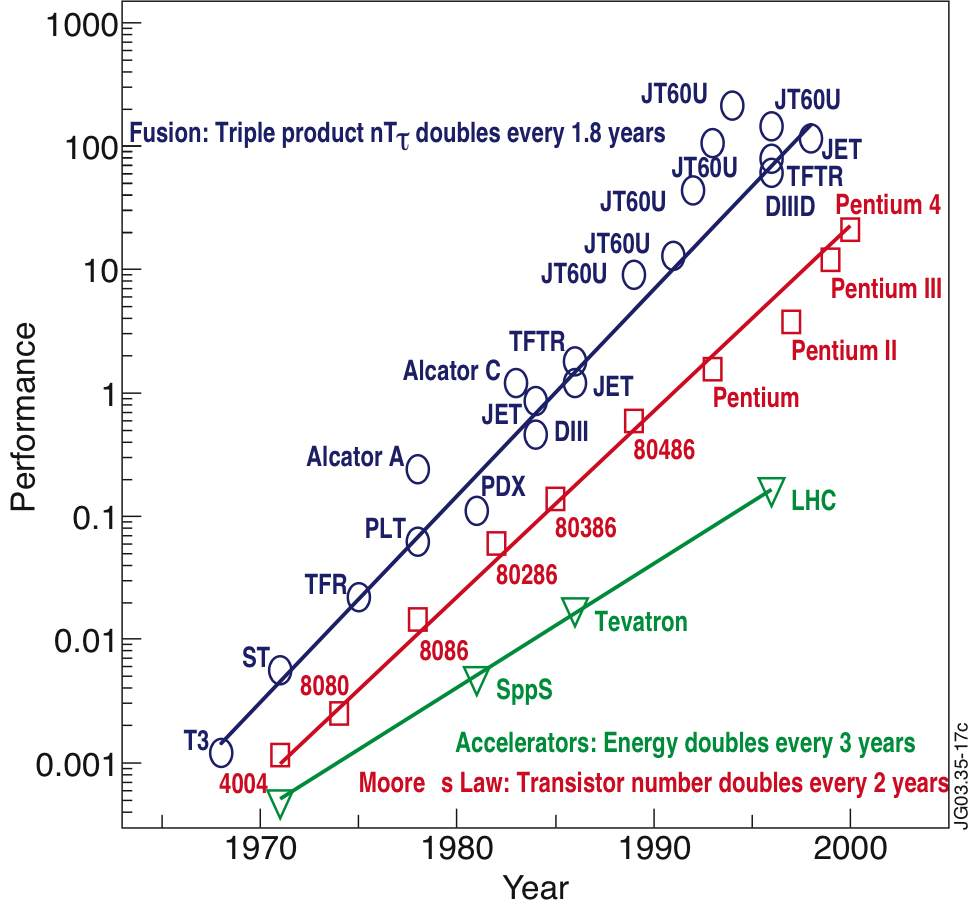 1000
100
10
1
0.1
0.01
0.001
Performance
Fusion: Triple product nTτ doubles every 1.8 years
JT60U
JT60U
JT60U
JET
TFTR
JT60U
DIIID
Pentium 4
JT60U
JT60U
Pentium III
TFTR
Pentium II
Alcator C
JET
Pentium
JET
DIII
80486
Alcator A
PDX
LHC
PLT
80386
80286
TFR
Tevatron
8086
ST
8080
SppS
T3
Accelerators: Energy doubles every 3 years
4004
Moore s Law: Transistor number doubles every 2 years
1970
1980
1990
2000
Year
JG03.35-17c